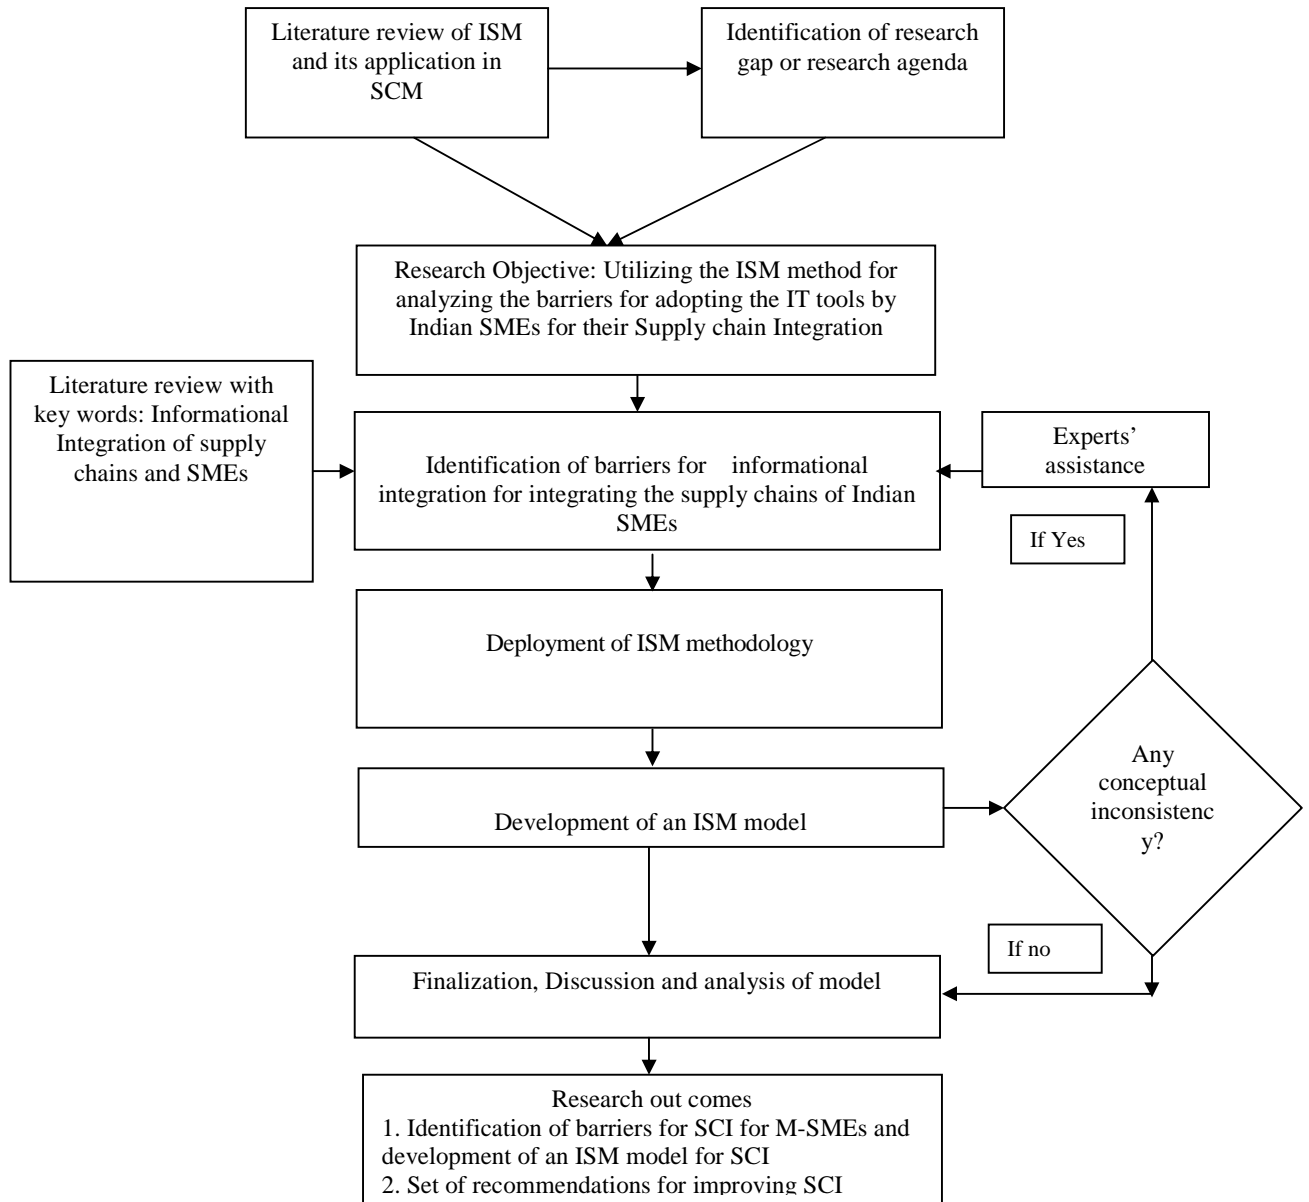 Literature review of ISM
and its application in
SCM
Identification of research
gap or research agenda
Research Objective: Utilizing the ISM method for
analyzing the barriers for adopting the IT tools by
Indian SMEs for their Supply chain Integration
Literature review with
key words: Informational
Integration of supply
chains and SMEs
Identification of barriers for informational
integration for integrating the supply chains of Indian
SMEs
Experts’
assistance
If Yes
Deployment of ISM methodology
Any
conceptual
inconsistenc
y?
Development of an ISM model
If no
Finalization, Discussion and analysis of model
Research out comes
1. Identification of barriers for SCI for M-SMEs and
development of an ISM model for SCI
2. Set of recommendations for improving SCI